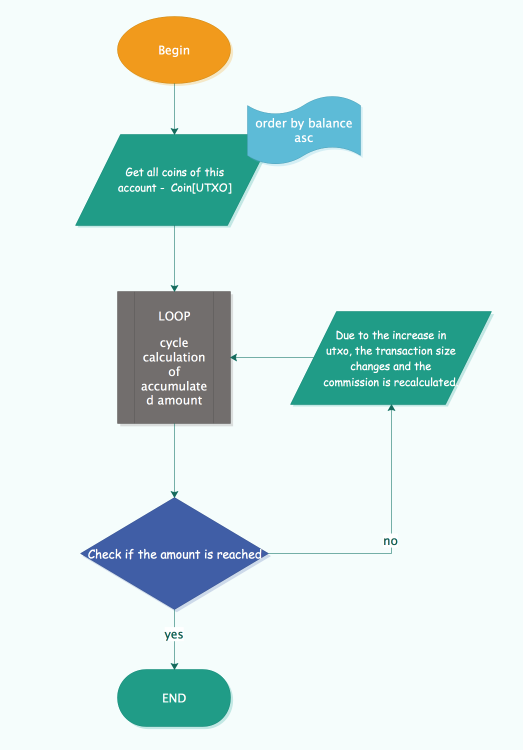 Begin
order by balance
asc
Get all coins of this
account - Coin[UTXO]
LOOP
cycle
calculation
of
accumulate
d amount
Due to the increase in
utxo, the transaction size
changes and the
commission is recalculated
Check if the amount is reached
no
yes
END